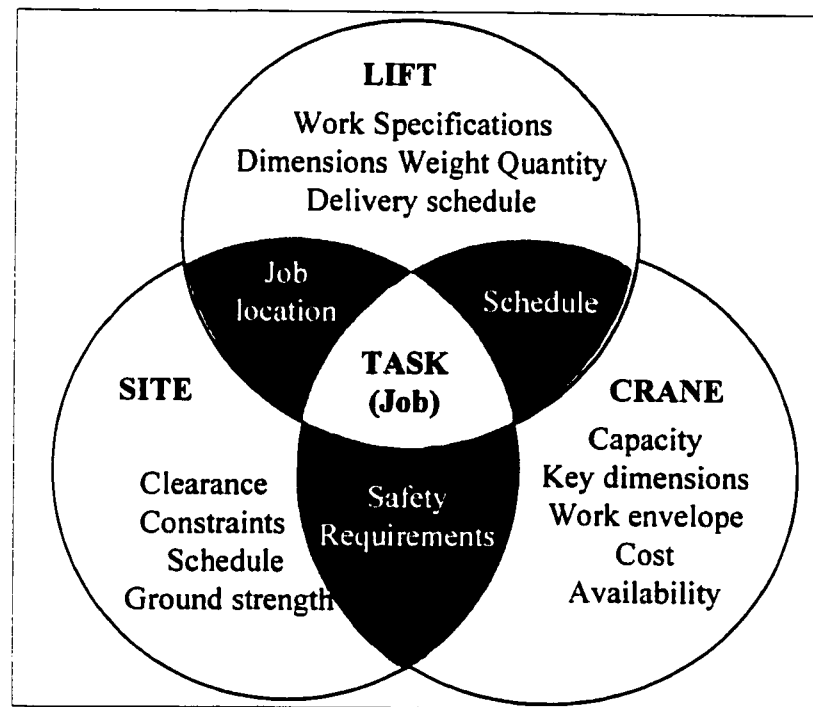 LIFT
Work Specifications
Dimensions Weight Quantity
Delivery schedule
Job
location
Schedule
TASK
(Job)
SITE
Clearance
Constraints
Schedule
Ground strength
CRANE
Capacity
Key dimensions
Work envelope
Cost
Availability
Safety
Requirements